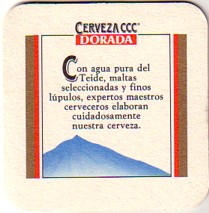 CERVEZA CCC
DORADA
Con agua pura del
Teide, maltas
seleccionadas y finos
lúpulos, expertos maestros
cerveceros elaboran
cuidadosamente
nuestra cerveza.